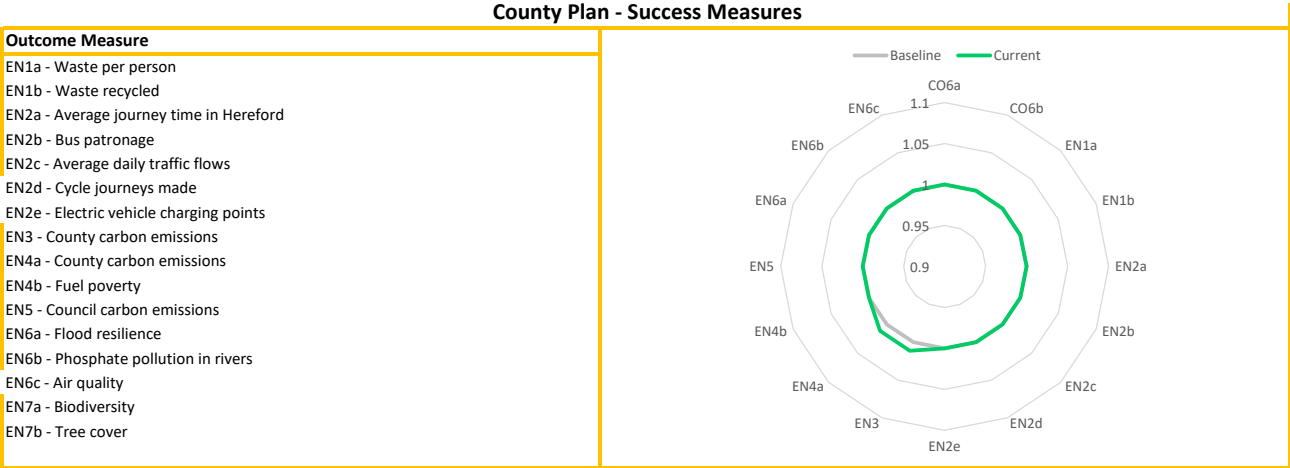 County Plan - Success Measures
Outcome Measure
EN1a - Waste per person
EN1b - Waste recycled
EN2a - Average journey time in Hereford
EN2b - Bus patronage
EN2c - Average daily traffic flows
EN2d - Cycle journeys made
EN2e - Electric vehicle charging points
EN3 - County carbon emissions
EN4a - County carbon emissions
EN4b - Fuel poverty
EN5 - Council carbon emissions
EN6a - Flood resilience
EN6b - Phosphate pollution in rivers
EN6c - Air quality
EN7a - Biodiversity
EN7b - Tree cover
Baseline Current
CO6a
CO6b
EN1a
EN1b
EN2a
EN2b
EN2c
EN2d
EN2e
EN3
EN4a
EN4b
EN5
EN6a
EN6b
EN6c
1.1
1.05
1
0.95
0.9